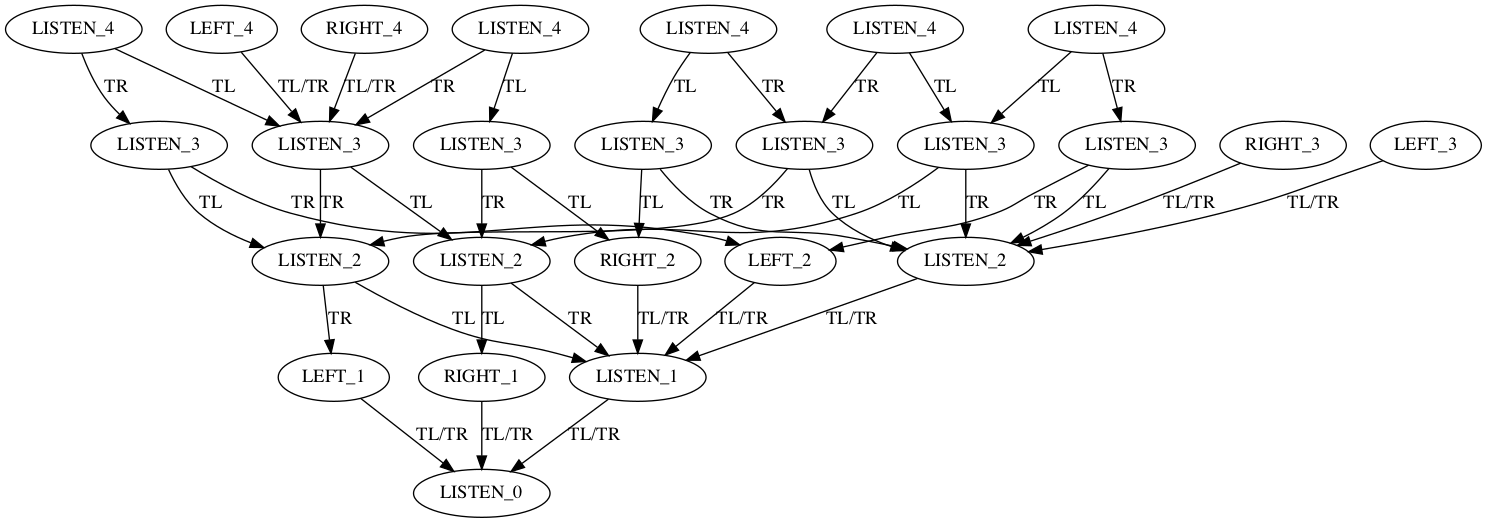 LISTEN_4 LEFT_4 RIGHT_4 LISTEN_4 LISTEN_4 LISTEN_4 LISTEN_4
TR TL TL/TR TL/TR TR TL TL TR TR TL TL TR
LISTEN_3 LISTEN_3 LISTEN_3 LISTEN_3 LISTEN_3 LISTEN_3 LISTEN_3 RIGHT_3 LEFT_3
TL TR TR TL TR TL TL TR TR TL TL TR TR TL TL/TR TL/TR
LISTEN_2 LISTEN_2 RIGHT_2 LEFT_2 LISTEN_2
TR TL TL TR TL/TR TL/TR TL/TR
LEFT_1 RIGHT_1 LISTEN_1
TL/TR TL/TR TL/TR
LISTEN_0